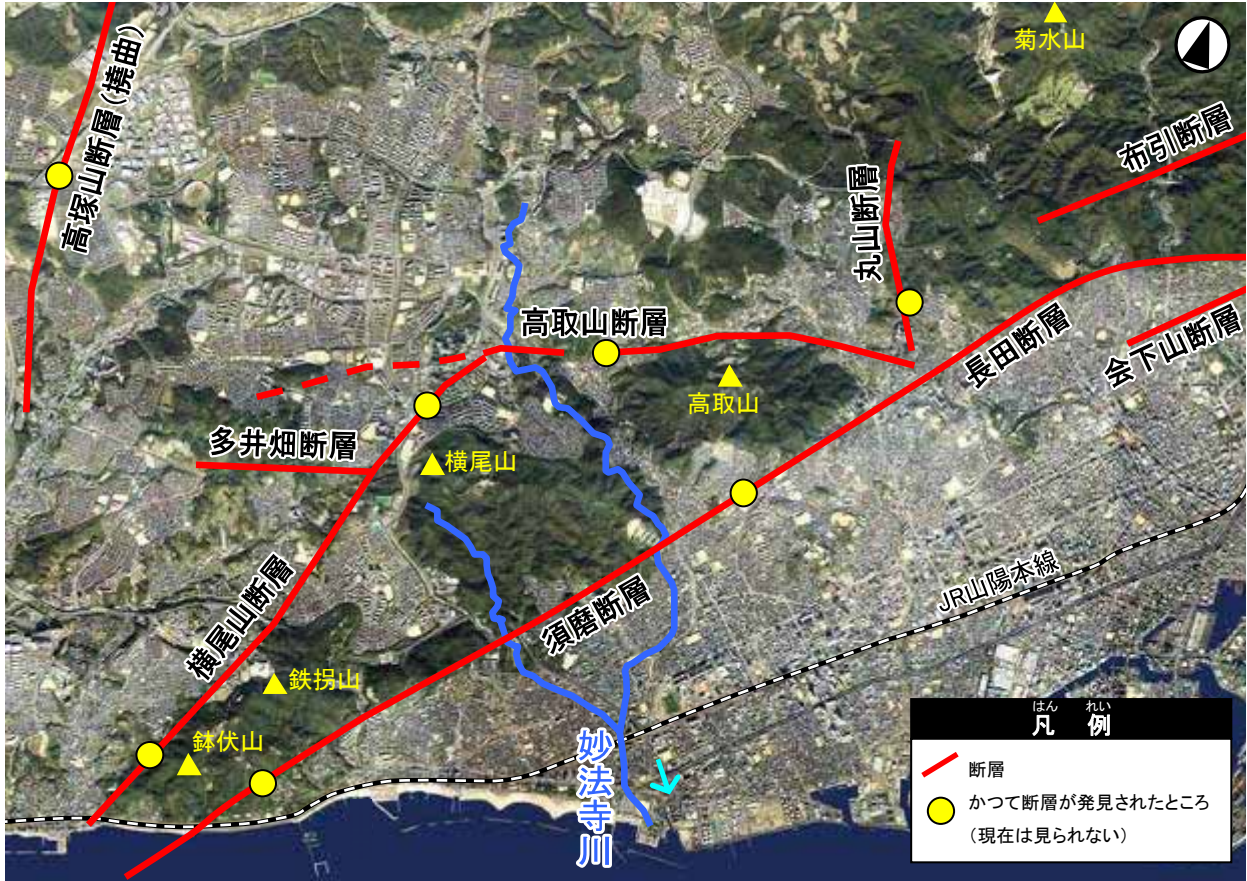 菊水山
高塚山断層(撓曲)
布引断層
丸山断層
高取山断層
長田断層
会下山断層
高取山
多井畑断層
横尾山
JR山陽本線
須磨断層
横尾山断層
鉄拐山
鉢伏山
妙法寺川
はん れい
凡 例
断層
かつて断層が発見されたところ
(現在は見られない)